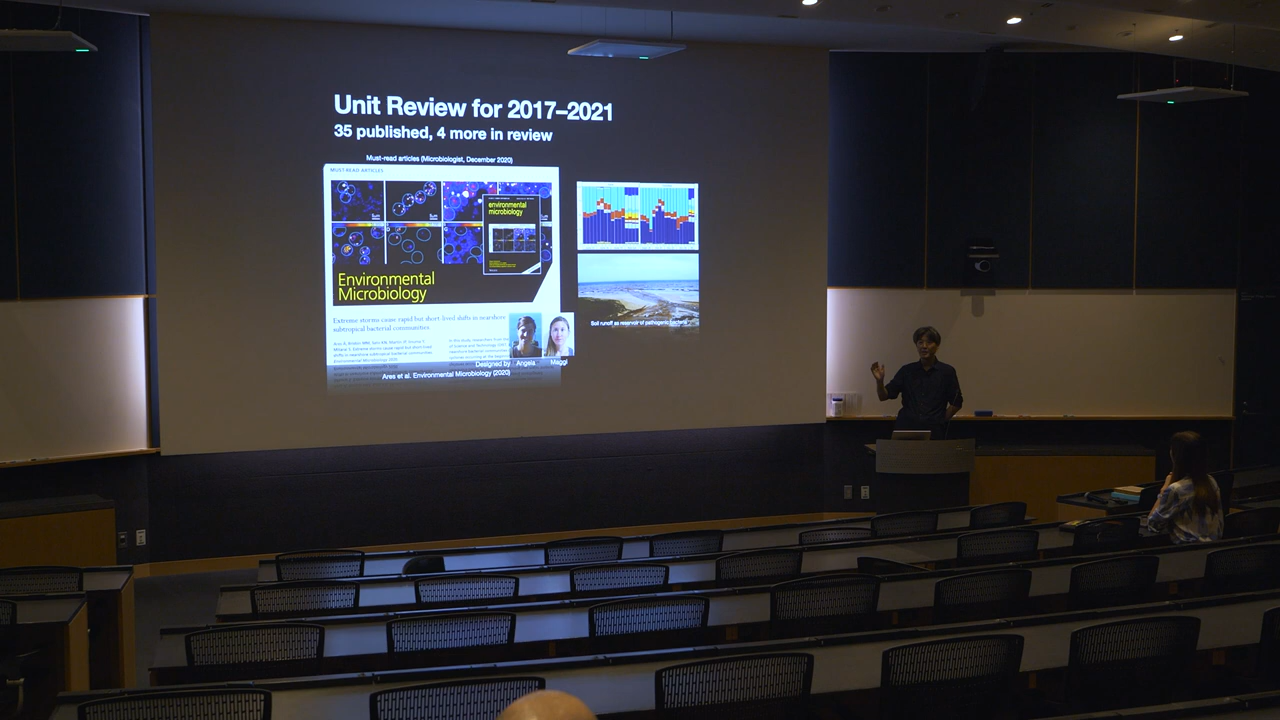 Unit Review for 2017–2021
35 published, 4 more in review
Must-read articles (Microbiologist, December 2020)
MUST-READ ARTICLES
environmental
microbiology
Environmental
Microbiology
Extreme storms cause rapid but short-lived shifts in nearshore
subtropical bacterial communities
Soil runoff as reservoir of pathogenic bacteria
Designed by Angela Maggi
Ares et al. Environmental Microbiology (2020)